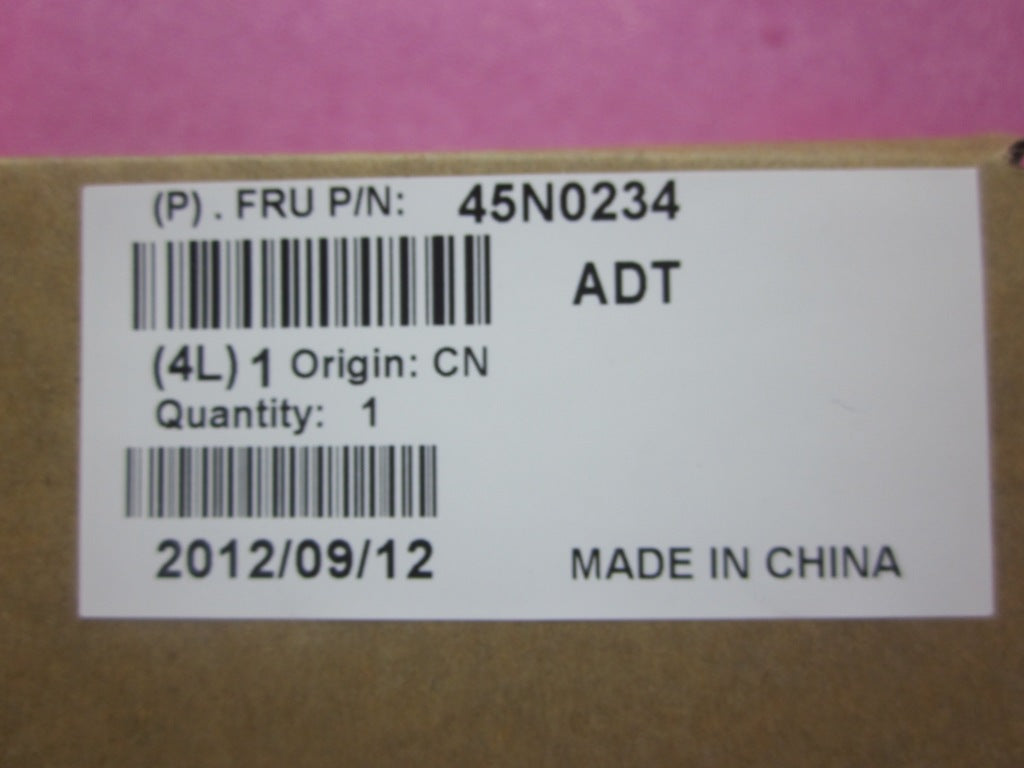 (P) . FRU P/N: 45N0234
ADT
(4L) 1 Origin: CN
Quantity: 1
2012/09/12
MADE IN CHINA